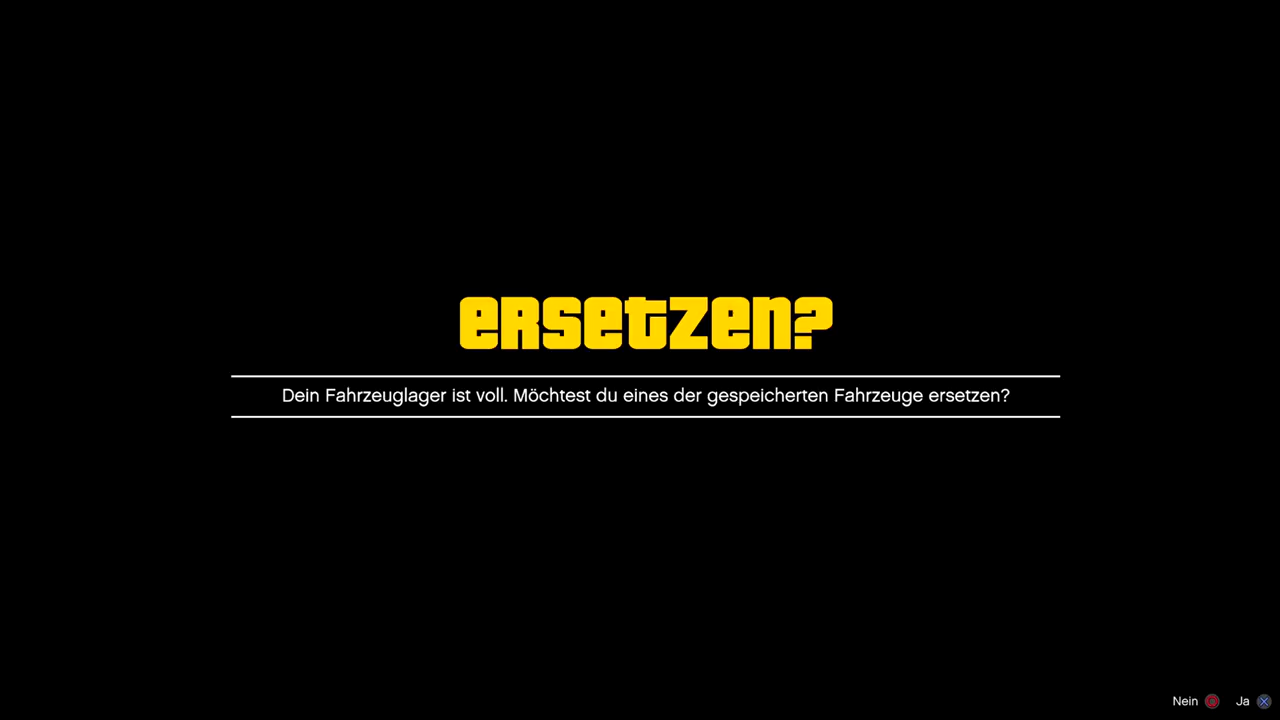 ersetzen?
Dein Fahrzeuglager ist voll. Möchtest du eines der gespeicherten Fahrzeuge ersetzen?
Nein Ja